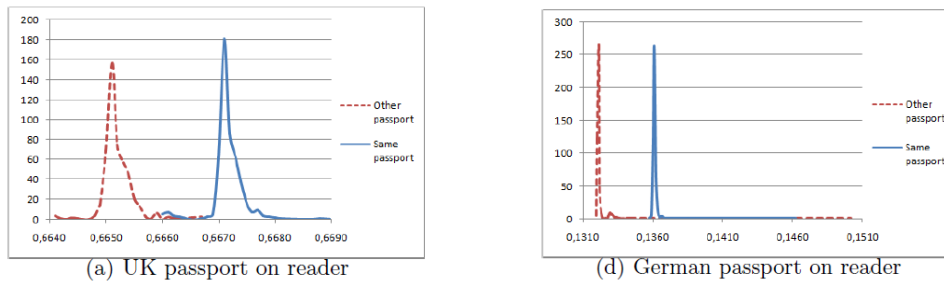 200
180
160
140
120
100
80
60
40
20
0
0,6640 0,6650 0,6660 0,6670 0,6680 0,6690
Other
passport
Same
passport
(a) UK passport on reader
300
250
200
150
100
50
0
0,1310 0,1360 0,1410 0,1460 0,1510
Other
passport
Same
passport
(d) German passport on reader